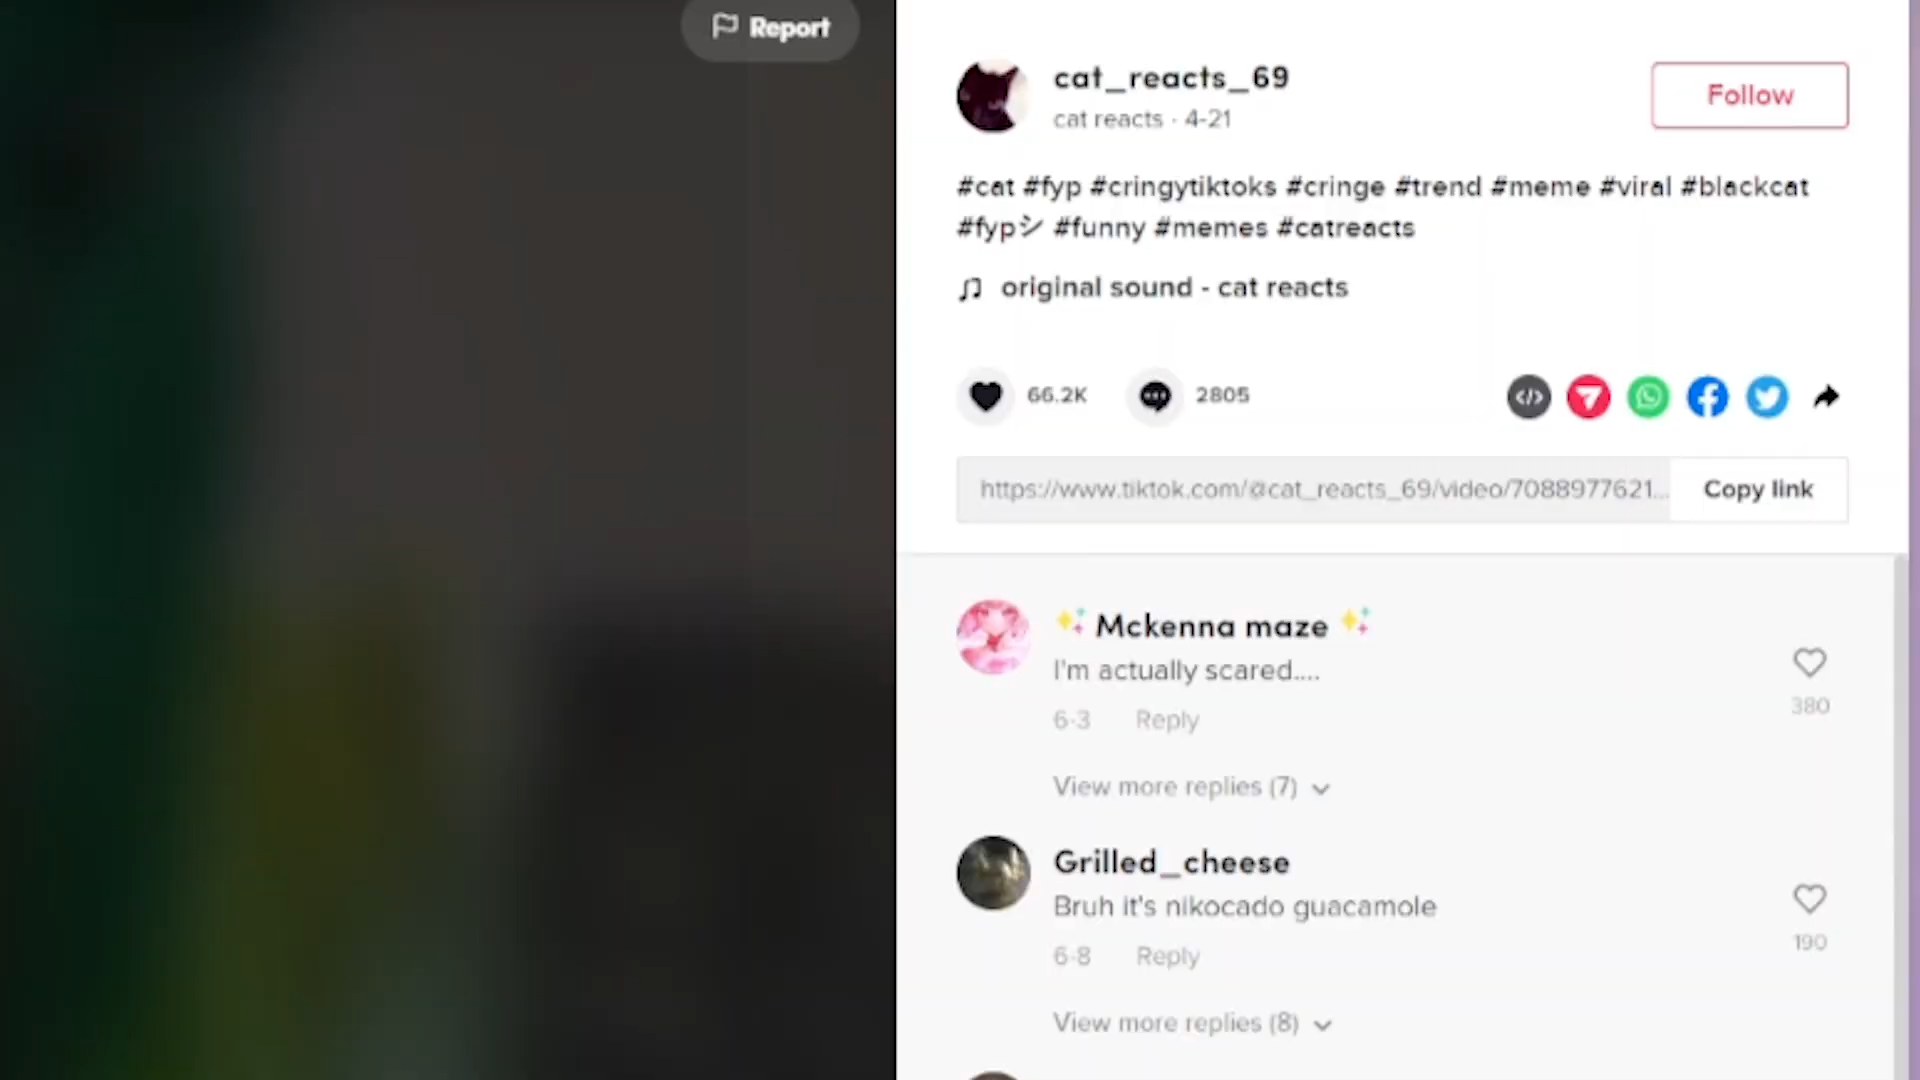 Report
cat_reacts_69
cat reacts · 4-21
Follow
#cat #fyp #cringytiktoks #cringe #trend #meme #viral #blackcat
#fypシ #funny #memes #catreacts
original sound - cat reacts
66.2K
2805
https://www.tiktok.com/@cat_reacts_69/video/7088977621...
Copy link
✨ Mckenna maze ✨
I'm actually scared....
380
6-3 Reply
View more replies (7)
Grilled_cheese
Bruh it's nikocado guacamole
190
6-8 Reply
View more replies (8)